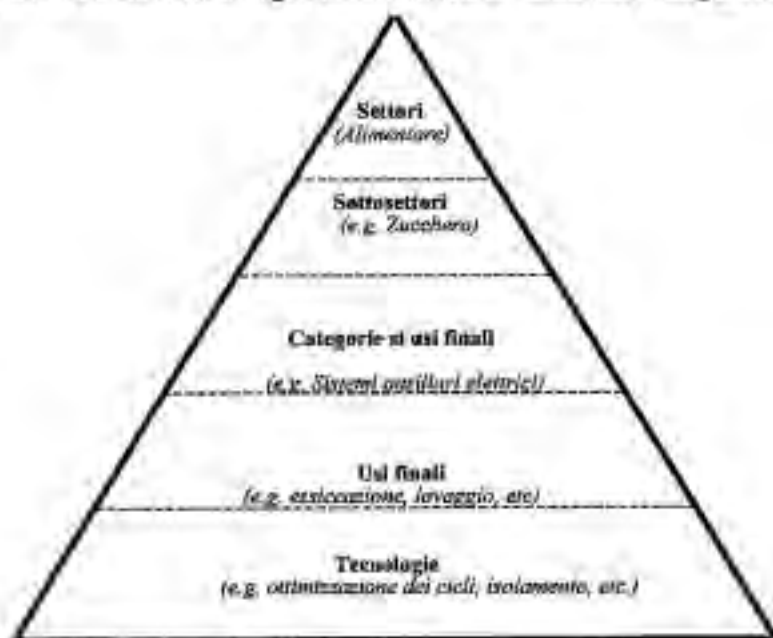 Settori
(Alimentare)
Sottosettori
(e.g. Zucchero)
Categorie si usi finali
(e.g. Sistemi ausiliari elettrici)
Usi finali
(e.g. essiccazione, lavaggio, etc)
Tecnologie
(e.g. ottimizzazione dei cicli, isolamento, etc.)